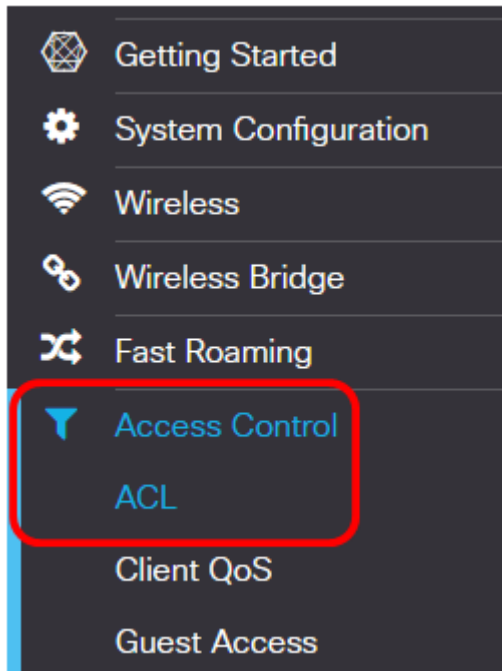 Getting Started
System Configuration
Wireless
Wireless Bridge
Fast Roaming
Access Control
ACL
Client QoS
Guest Access